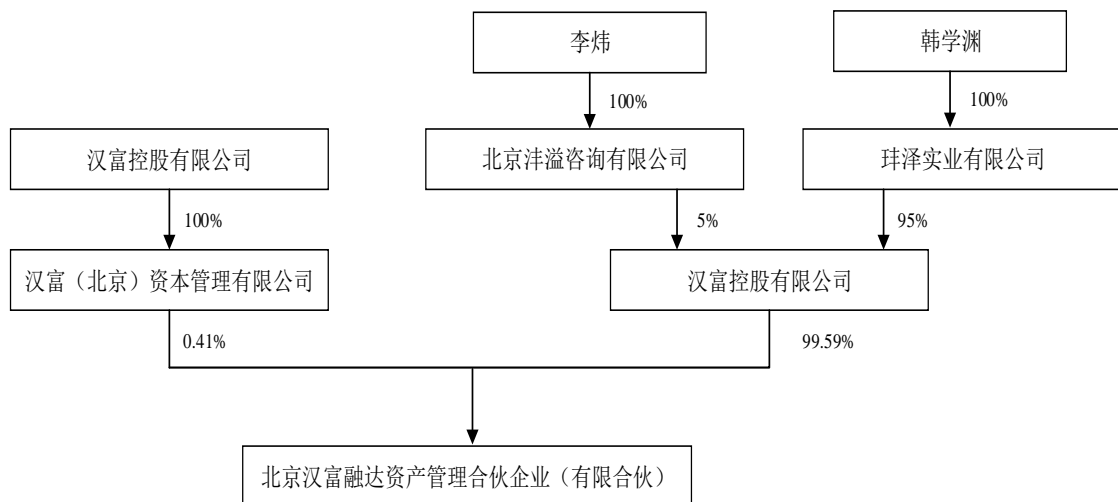 李炜
韩学渊
100%
100%
汉富控股有限公司
北京沣溢咨询有限公司
玤泽实业有限公司
100%
5%
95%
汉富（北京）资本管理有限公司
汉富控股有限公司
0.41%
99.59%
北京汉富融达资产管理合伙企业（有限合伙）